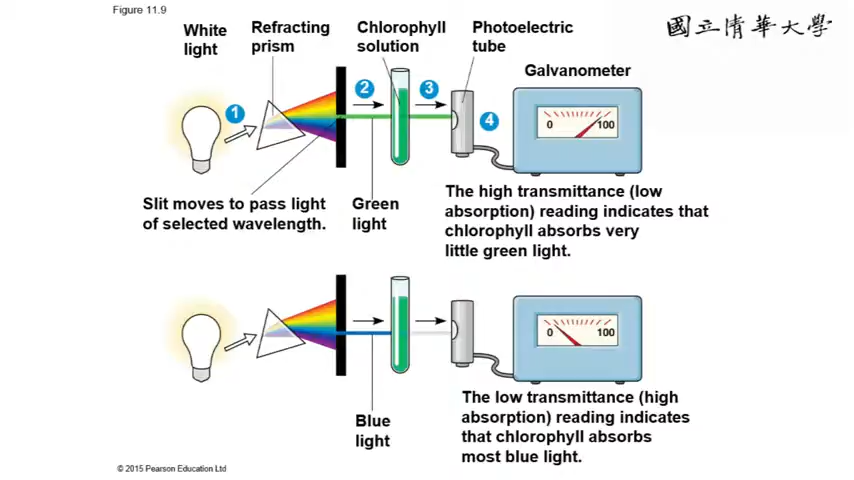 Figure 11.9
國立清華大學
White
light
Refracting
prism
Chlorophyll
solution
Photoelectric
tube
Galvanometer
1
2
3
4
0
100
Slit moves to pass light
of selected wavelength.
Green
light
The high transmittance (low
absorption) reading indicates that
chlorophyll absorbs very
little green light.
0
100
Blue
light
The low transmittance (high
absorption) reading indicates
that chlorophyll absorbs
most blue light.
© 2015 Pearson Education Ltd